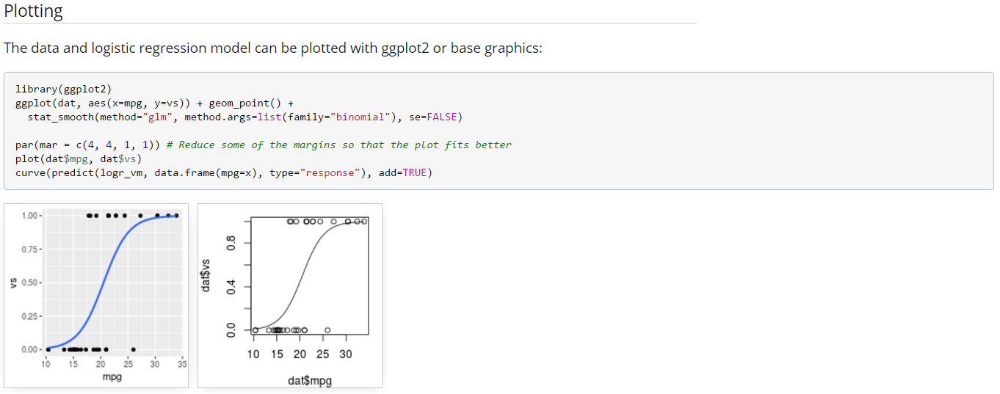 Plotting
The data and logistic regression model can be plotted with ggplot2 or base graphics:
library(ggplot2)
ggplot(dat, aes(x=mpg, y=vs)) + geom_point() +
  stat_smooth(method="glm", method.args=list(family="binomial"), se=FALSE)
par(mar = c(4, 4, 1, 1)) # Reduce some of the margins so that the plot fits better
plot(dat$mpg, dat$vs)
curve(predict(logr_vm, data.frame(mpg=x), type="response"), add=TRUE)
1.00
0.75
vs
0.50
0.25
0.00
10 15 20 25 30 35
mpg
0.8
dat$vs
0.4
0.0
10 15 20 25 30
dat$mpg